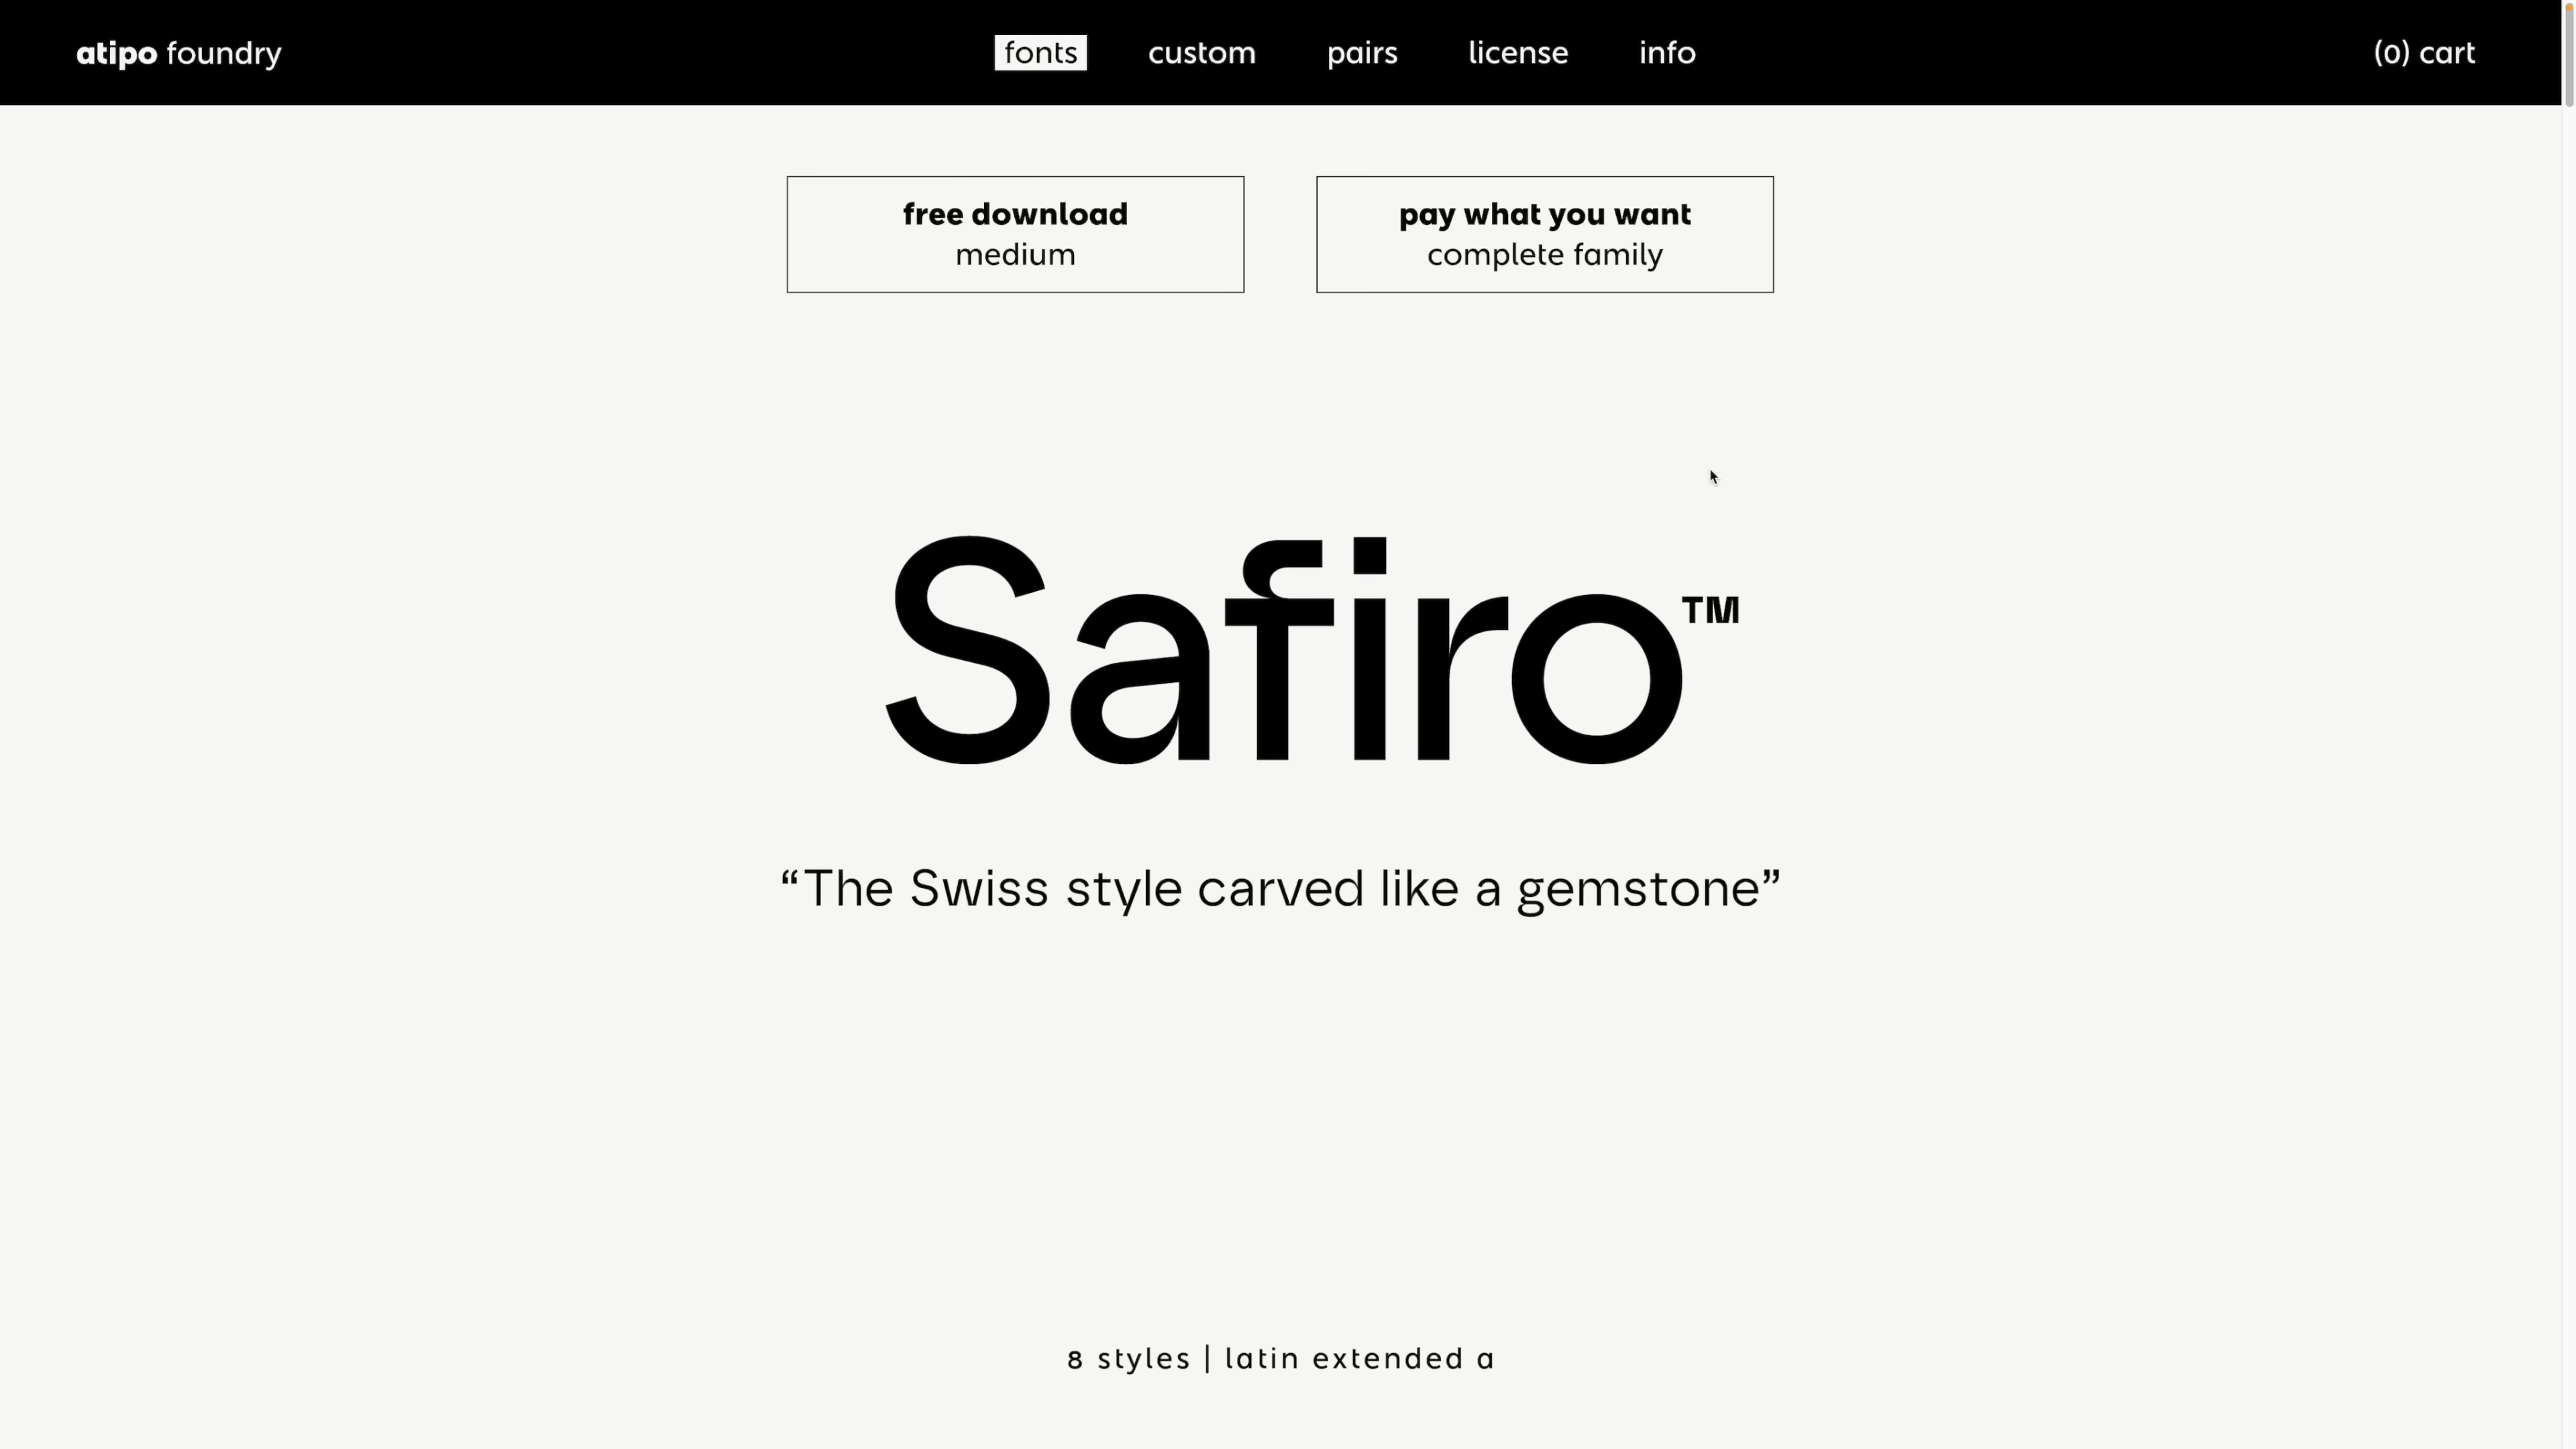 atipo foundry
fonts
custom
pairs
license
info
(0) cart
free download
medium
pay what you want
complete family
Safiro™
“The Swiss style carved like a gemstone”
8 styles | latin extended a